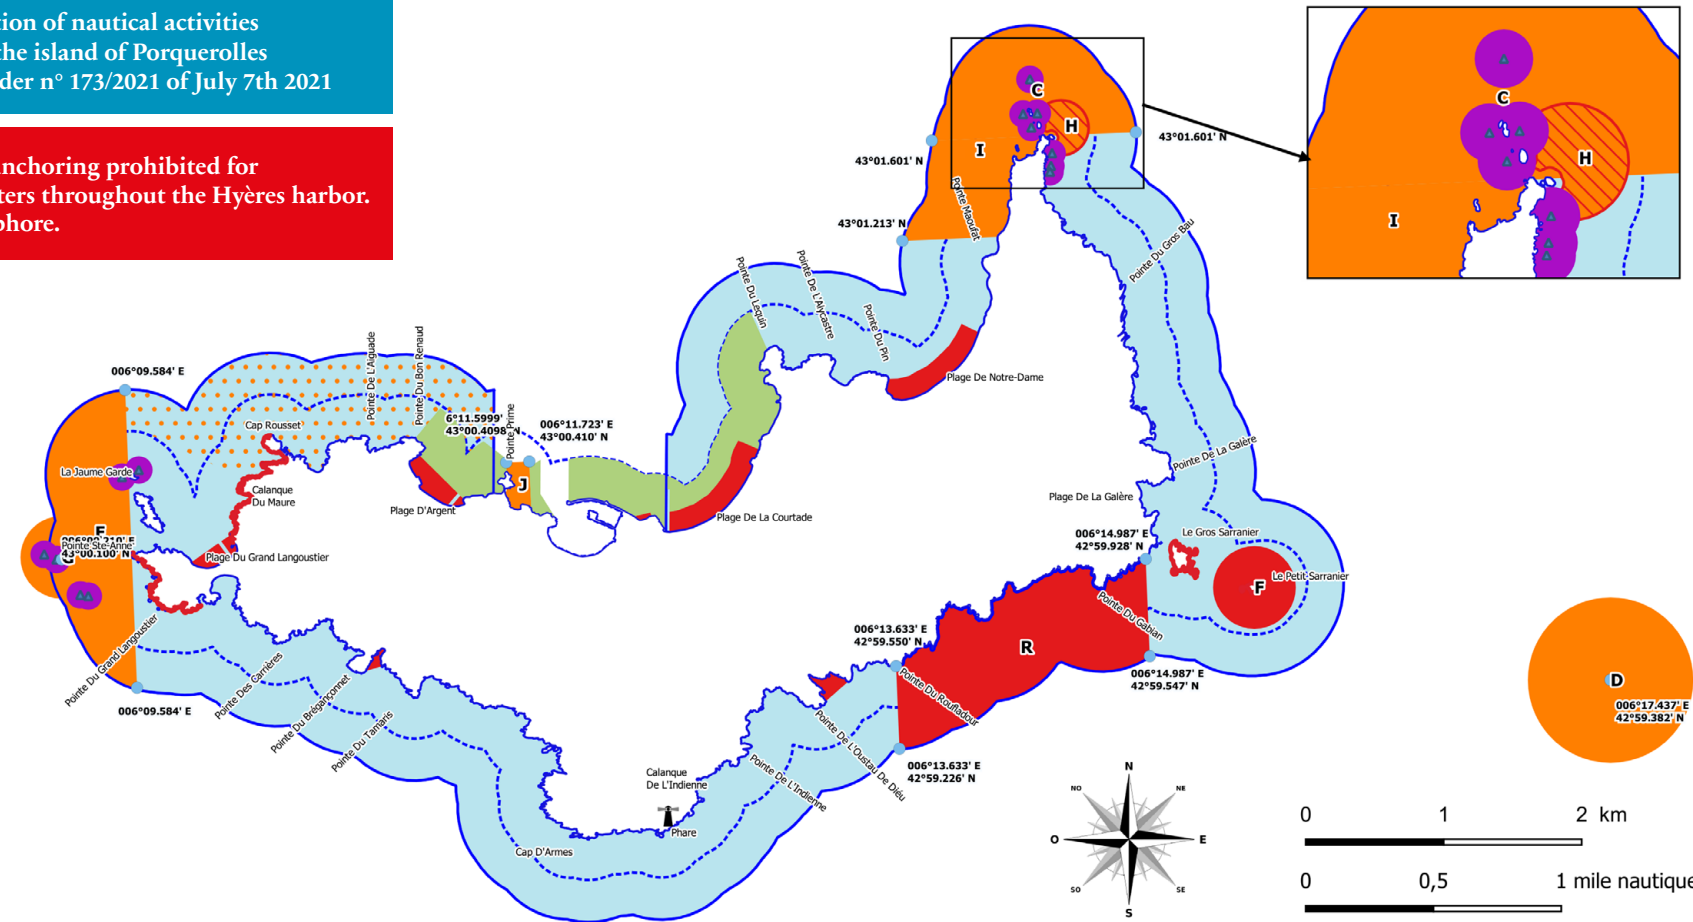 tion of nautical activities
the island of Porquerolles
der n° 173/2021 of July 7th 2021
nchoring prohibited for
ters throughout the Hyères harbor.
phore.
C
H
I
43°01.601' N
43°01.601' N
43°01.213' N
Pointe Maoufat
Pointe Du Gros Bau
C
H
I
Pointe Du Lequin
Pointe De L'Alycastre
Pointe Du Pin
Plage De Notre-Dame
006°09.584' E
Pointe De L'Aiguade
Pointe Du Bon Renaud
Cap Rousset
6°11.5999'
43°00.4098' N
Pointe Prime
006°11.723' E
43°00.410' N
J
La Jaume Garde
Calanque
Du Maure
Plage D'Argent
Plage De La Courtade
Pointe De La Galère
Plage De La Galère
Pointe Ste-Anne
43°00.100' N
Plage Du Grand Langoustier
006°14.987' E
42°59.928' N
Le Gros Sarranier
Le Petit Sarranier
F
Pointe Du Gabian
006°13.633' E
42°59.550' N
R
Pointe Du Roufladour
006°14.987' E
42°59.547' N
D
006°17.437' E
42°59.382' N
Pointe Du Grand Langoustier
006°09.584' E
Pointe Des Carrières
Pointe Du Brégançonnet
Pointe Du Tamaris
Pointe De L'Oustau De Diéu
Pointe De L'Indienne
006°13.633' E
42°59.226' N
Calanque
De L'Indienne
Phare
Cap D'Armes
N
NO
NE
O
E
SO
SE
S
0 1 2 km
0 0,5 1 mile nautique